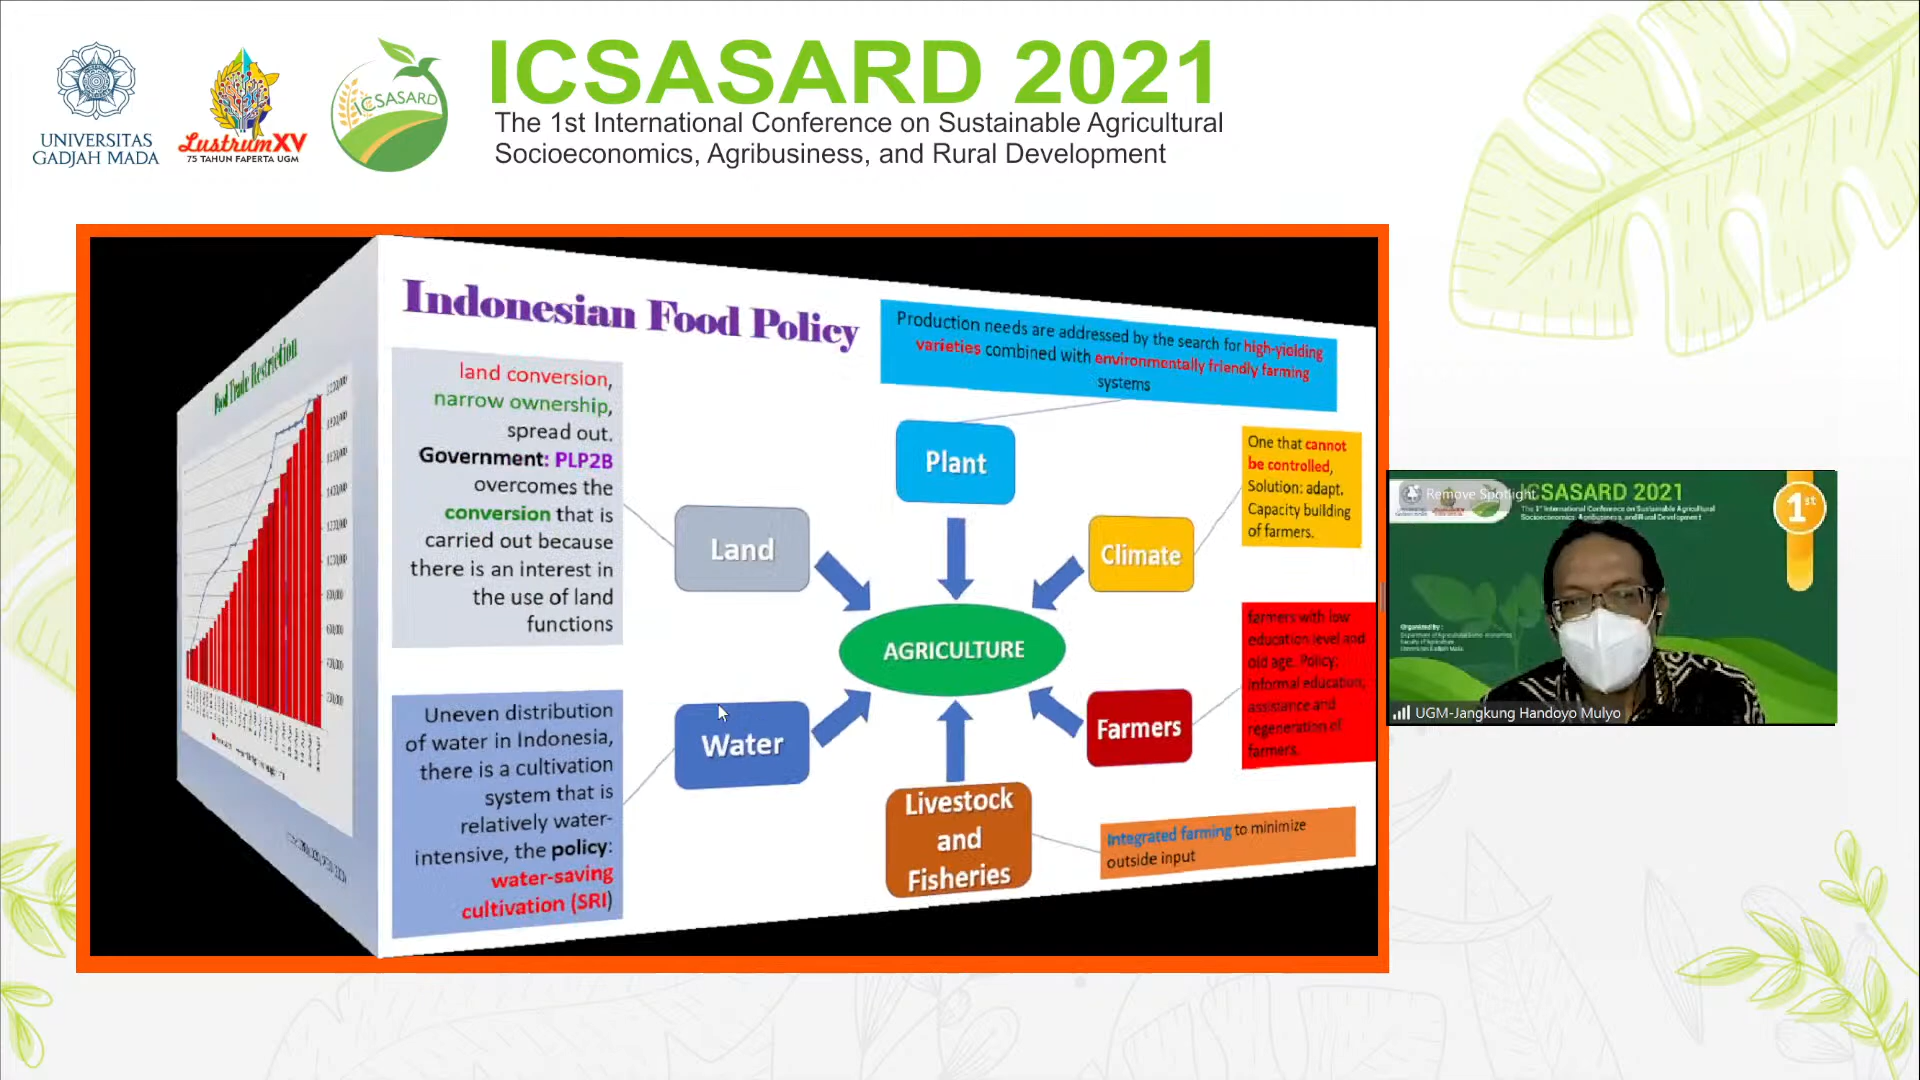 UNIVERSITAS
GADJAH MADA
LustrumXV
75 TAHUN FAPERTA UGM
ICSASARD
ICSASARD 2021
The 1st International Conference on Sustainable Agricultural
Socioeconomics, Agribusiness, and Rural Development
Food Trade Restriction
Indonesian Food Policy
Production needs are addressed by the search for high-yielding
varieties combined with environmentally friendly farming
systems
land conversion,
narrow ownership,
spread out.
Government: PLP2B
overcomes the
conversion that is
carried out because
there is an interest in
the use of land
functions
Land
Plant
Climate
One that cannot
be controlled,
Solution: adapt.
Capacity building
of farmers.
AGRICULTURE
Uneven distribution
of water in Indonesia,
there is a cultivation
system that is
relatively water-
intensive, the policy:
water-saving
cultivation (SRI)
Water
Farmers
farmers with low
education level and
old age. Policy:
informal education,
assistance and
regeneration of
farmers.
Livestock
and
Fisheries
Integrated farming to minimize
outside input
Remove Spotlight
ICSASARD 2021
The 1st International Conference on Sustainable Agricultural
Socioeconomics, Agribusiness, and Rural Development
1st
Organized by :
Universitas Gadjah Mada
UGM-Jangkung Handoyo Mulyo